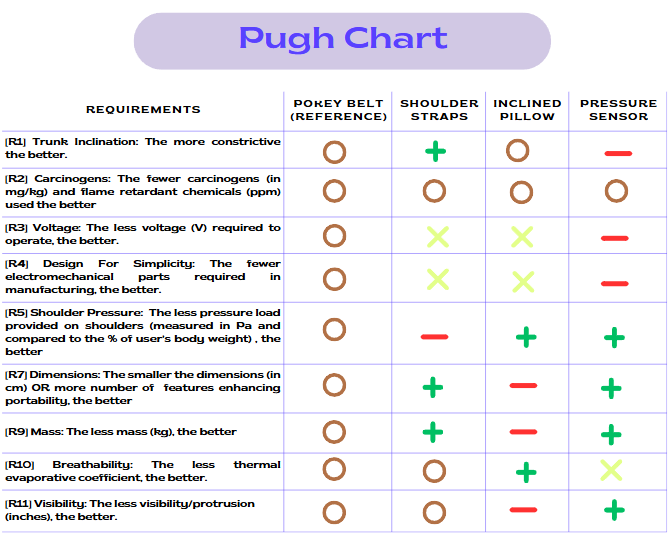 Pugh Chart
REQUIREMENTS
POKEY BELT
(REFERENCE)
SHOULDER
STRAPS
INCLINED
PILLOW
PRESSURE
SENSOR
[R1] Trunk Inclination: The more constrictive
the better.
[R2] Carcinogens: The fewer carcinogens (in
mg/kg) and flame retardant chemicals (ppm)
used the better
[R3] Voltage: The less voltage (V) required to
operate, the better.
[R4] Design For Simplicity: The fewer
electromechanical parts required in
manufacturing, the better.
[R5] Shoulder Pressure: The less pressure load
provided on shoulders (measured in Pa and
compared to the % of user's body weight) , the
better
[R7] Dimensions: The smaller the dimensions (in
cm) OR more number of features enhancing
portability, the better
[R9] Mass: The less mass (kg), the better
[R10] Breathability: The less thermal
evaporative coefficient, the better.
[R11] Visibility: The less visibility/protrusion
(inches), the better.